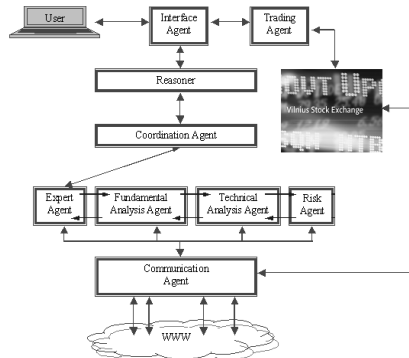 User
Interface
Agent
Trading
Agent
Reasoner
Vilnius Stock Exchange
Coordination Agent
Expert
Agent
Fundamental
Analysis Agent
Technical
Analysis Agent
Risk
Agent
Communication
Agent
WWW